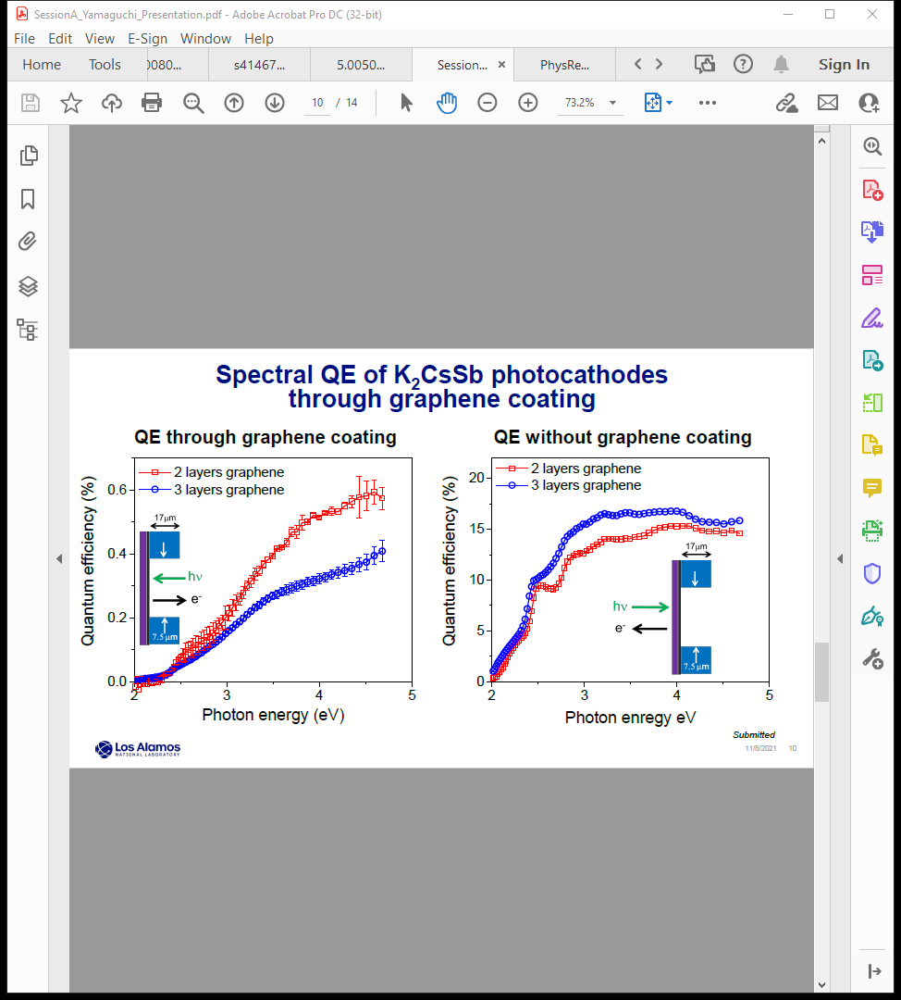 SessionA_Yamaguchi_Presentation.pdf - Adobe Acrobat Pro DC (32-bit)
File Edit View E-Sign Window Help
Home Tools 0080... s41467... 5.0050... Session... × PhysRe... Sign In
10 / 14 73.2%
Spectral QE of K₂CsSb photocathodes
through graphene coating
QE through graphene coating
2 layers graphene
3 layers graphene
Quantum efficiency (%)
0.6
0.4
0.2
0.0
17μm
hν
e⁻
7.5 μm
2 3 4 5
Photon energy (eV)
QE without graphene coating
2 layers graphene
3 layers graphene
Quantum efficiency (%)
20
15
10
5
0
17μm
hν
e⁻
7.5 μm
2 3 4 5
Photon enregy eV
Submitted
Los Alamos
NATIONAL LABORATORY
11/8/2021 10